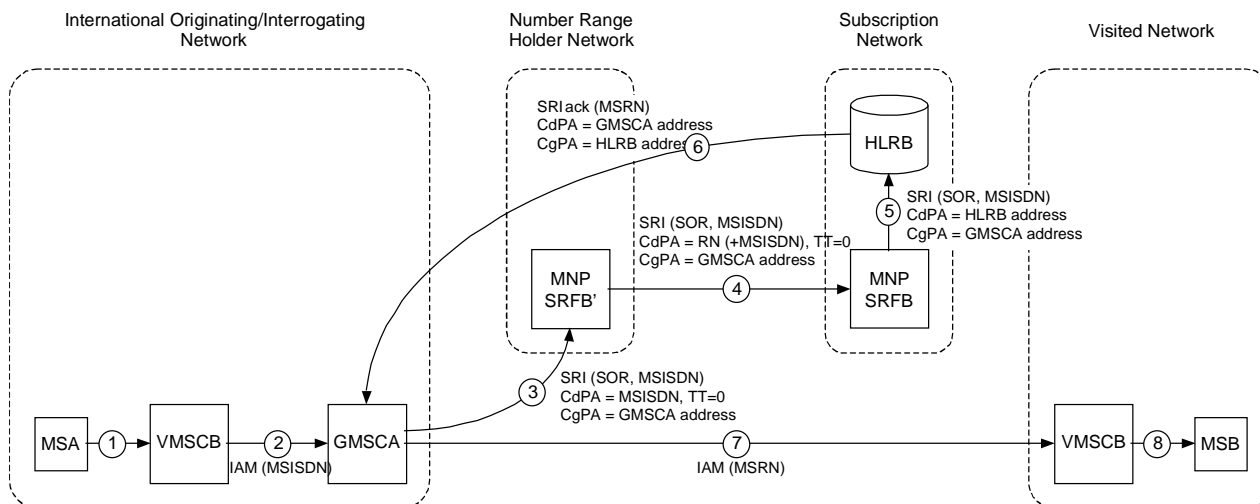 International Originating/Interrogating
Network
Number Range
Holder Network
Subscription
Network
Visited Network
SRIack (MSRN)
CdPA = GMSCA address
CgPA = HLRB address
6
HLRB
SRI (SOR, MSISDN)
CdPA = HLRB address
CgPA = GMSCA address
5
SRI (SOR, MSISDN)
CdPA = RN (+MSISDN), TT=0
CgPA = GMSCA address
MNP
SRFB'
4
MNP
SRFB
3
SRI (SOR, MSISDN)
CdPA = MSISDN, TT=0
CgPA = GMSCA address
MSA
1
VMSCB
2
IAM (MSISDN)
GMSCA
7
IAM (MSRN)
VMSCB
8
MSB